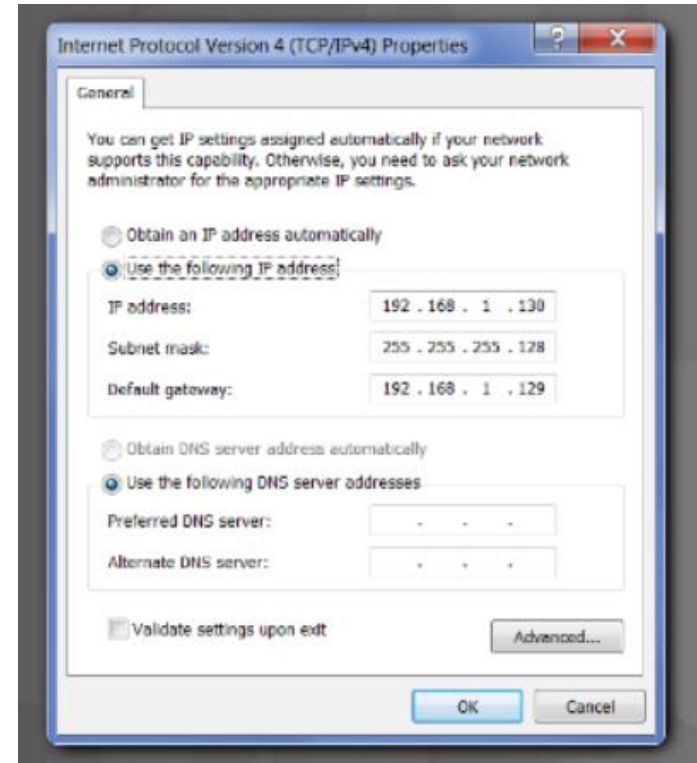 Internet Protocol Version 4 (TCP/IPv4) Properties
General
You can get IP settings assigned automatically if your network
supports this capability. Otherwise, you need to ask your network
administrator for the appropriate IP settings.
Obtain an IP address automatically
Use the following IP address:
IP address: 192 . 168 . 1 . 130
Subnet mask: 255 . 255 . 255 . 128
Default gateway: 192 . 168 . 1 . 129
Obtain DNS server address automatically
Use the following DNS server addresses
Preferred DNS server: . . .
Alternate DNS server: . . .
Validate settings upon exit
Advanced...
OK Cancel